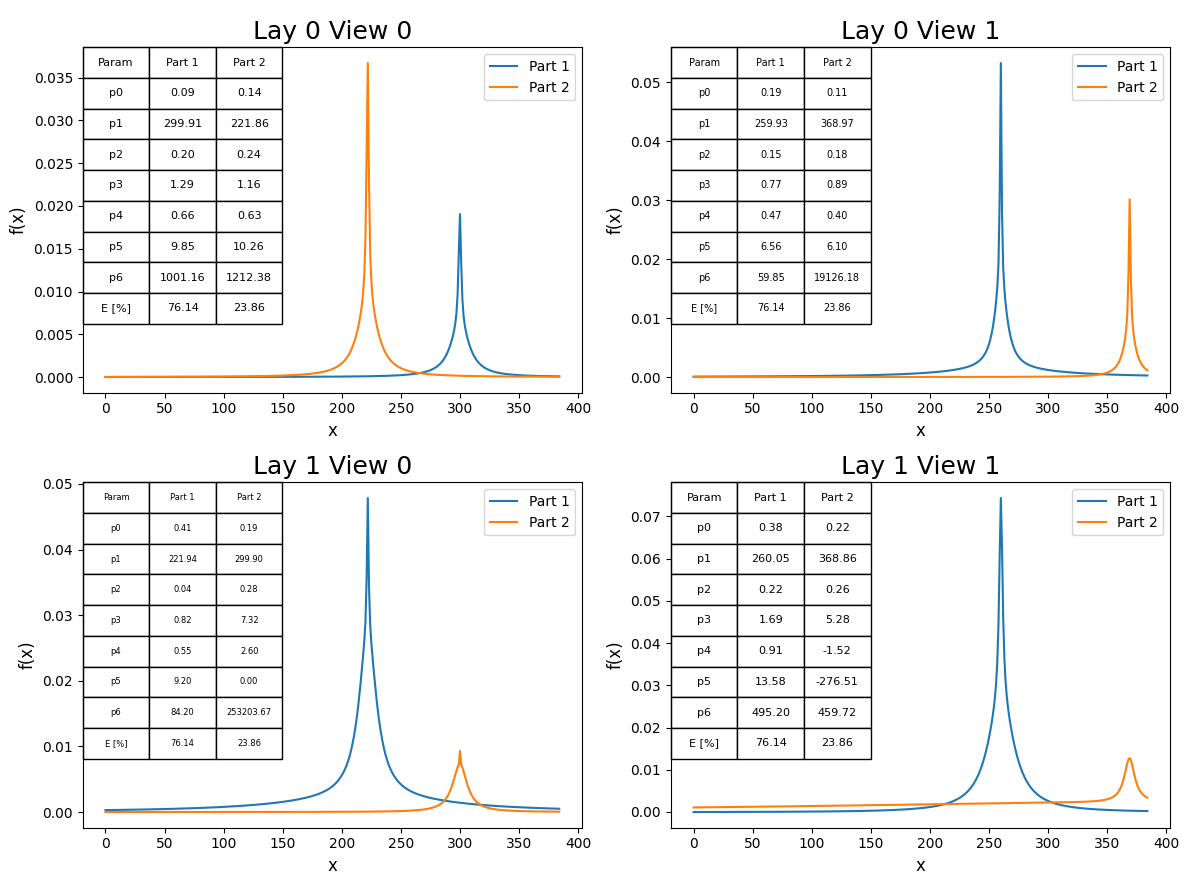 Lay 0 View 0
Param Part 1 Part 2
p0 0.09 0.14
p1 299.91 221.86
p2 0.20 0.24
p3 1.29 1.16
p4 0.66 0.63
p5 9.85 10.26
p6 1001.16 1212.38
E [%] 76.14 23.86
Part 1
Part 2
f(x)
0.035
0.030
0.025
0.020
0.015
0.010
0.005
0.000
0 50 100 150 200 250 300 350 400
x
Lay 0 View 1
Param Part 1 Part 2
p0 0.19 0.11
p1 259.93 368.97
p2 0.15 0.18
p3 0.77 0.89
p4 0.47 0.40
p5 6.56 6.10
p6 59.85 19126.18
E [%] 76.14 23.86
Part 1
Part 2
f(x)
0.05
0.04
0.03
0.02
0.01
0.00
0 50 100 150 200 250 300 350 400
x
Lay 1 View 0
Param Part 1 Part 2
p0 0.41 0.19
p1 221.94 299.90
p2 0.04 0.28
p3 0.82 7.32
p4 0.55 2.60
p5 9.20 0.00
p6 84.20 253203.67
E [%] 76.14 23.86
Part 1
Part 2
f(x)
0.05
0.04
0.03
0.02
0.01
0.00
0 50 100 150 200 250 300 350 400
x
Lay 1 View 1
Param Part 1 Part 2
p0 0.38 0.22
p1 260.05 368.86
p2 0.22 0.26
p3 1.69 5.28
p4 0.91 -1.52
p5 13.58 -276.51
p6 495.20 459.72
E [%] 76.14 23.86
Part 1
Part 2
f(x)
0.07
0.06
0.05
0.04
0.03
0.02
0.01
0.00
0 50 100 150 200 250 300 350 400
x